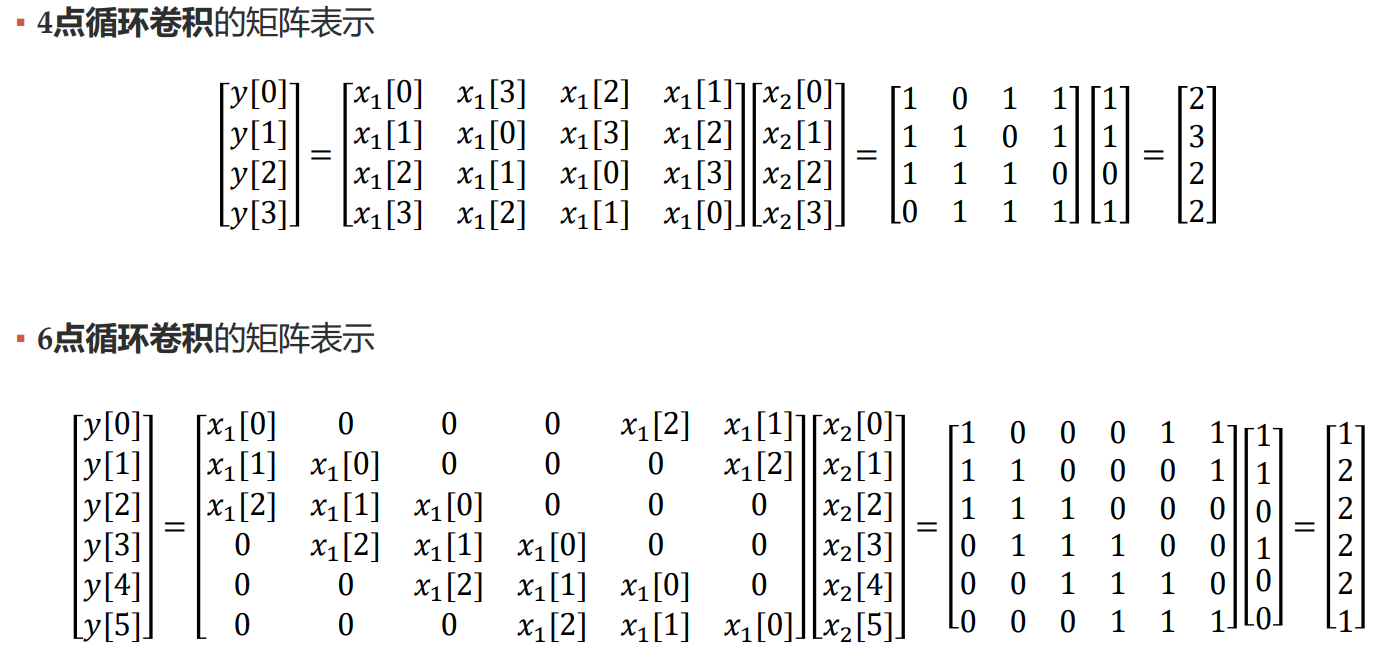 ▪ 4点循环卷积的矩阵表示
[y[0]] [x₁[0] x₁[3] x₁[2] x₁[1]] [x₂[0]] [1 0 1 1] [1] [2]
[y[1]] = [x₁[1] x₁[0] x₁[3] x₁[2]] [x₂[1]] = [1 1 0 1] [1] = [3]
[y[2]] [x₁[2] x₁[1] x₁[0] x₁[3]] [x₂[2]] [1 1 1 0] [0] [2]
[y[3]] [x₁[3] x₁[2] x₁[1] x₁[0]] [x₂[3]] [0 1 1 1] [1] [2]
▪ 6点循环卷积的矩阵表示
[y[0]] [x₁[0] 0 0 0 x₁[2] x₁[1]] [x₂[0]] [1 0 0 0 1 1] [1] [1]
[y[1]] [x₁[1] x₁[0] 0 0 0 x₁[2]] [x₂[1]] [1 1 0 0 0 1] [1] [2]
[y[2]] = [x₁[2] x₁[1] x₁[0] 0 0 0] [x₂[2]] = [1 1 1 0 0 0] [0] = [2]
[y[3]] [0 x₁[2] x₁[1] x₁[0] 0 0] [x₂[3]] [0 1 1 1 0 0] [1] [2]
[y[4]] [0 0 x₁[2] x₁[1] x₁[0] 0] [x₂[4]] [0 0 1 1 1 0] [0] [2]
[y[5]] [0 0 0 x₁[2] x₁[1] x₁[0]] [x₂[5]] [0 0 0 1 1 1] [0] [1]